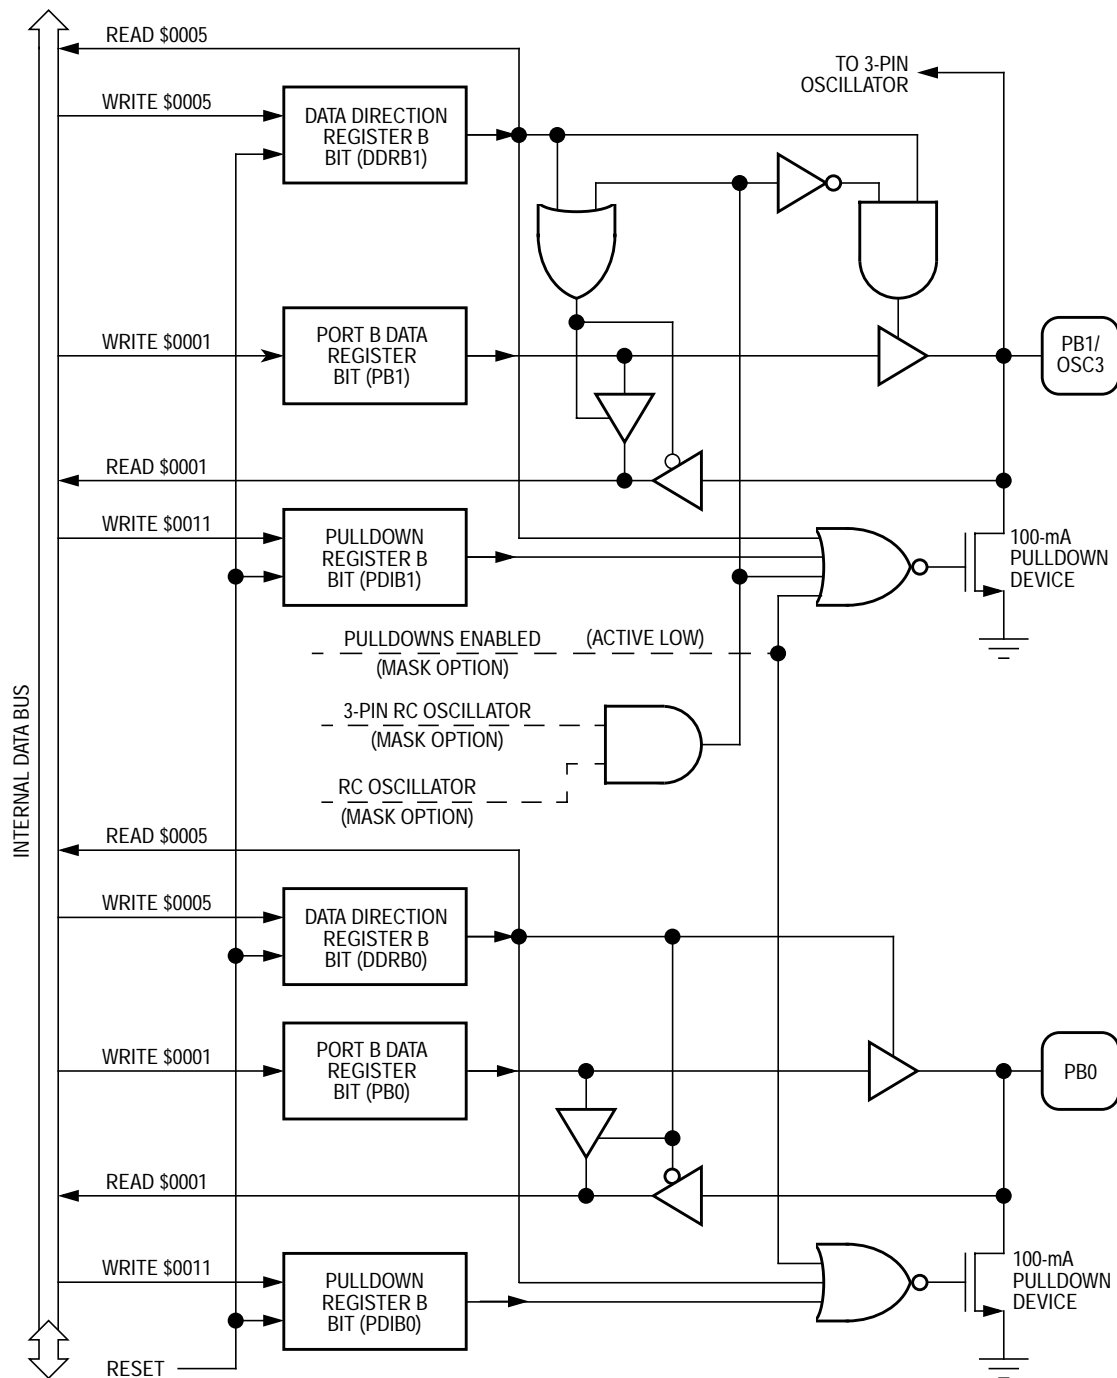 READ $0005
TO 3-PIN
OSCILLATOR
WRITE $0005
DATA DIRECTION
REGISTER B
BIT (DDRB1)
WRITE $0001
PORT B DATA
REGISTER
BIT (PB1)
PB1/
OSC3
READ $0001
WRITE $0011
PULLDOWN
REGISTER B
BIT (PDIB1)
100-mA
PULLDOWN
DEVICE
PULLDOWNS ENABLED (ACTIVE LOW)
(MASK OPTION)
3-PIN RC OSCILLATOR
(MASK OPTION)
RC OSCILLATOR
(MASK OPTION)
INTERNAL DATA BUS
READ $0005
WRITE $0005
DATA DIRECTION
REGISTER B
BIT (DDRB0)
WRITE $0001
PORT B DATA
REGISTER
BIT (PB0)
PB0
READ $0001
WRITE $0011
PULLDOWN
REGISTER B
BIT (PDIB0)
100-mA
PULLDOWN
DEVICE
RESET